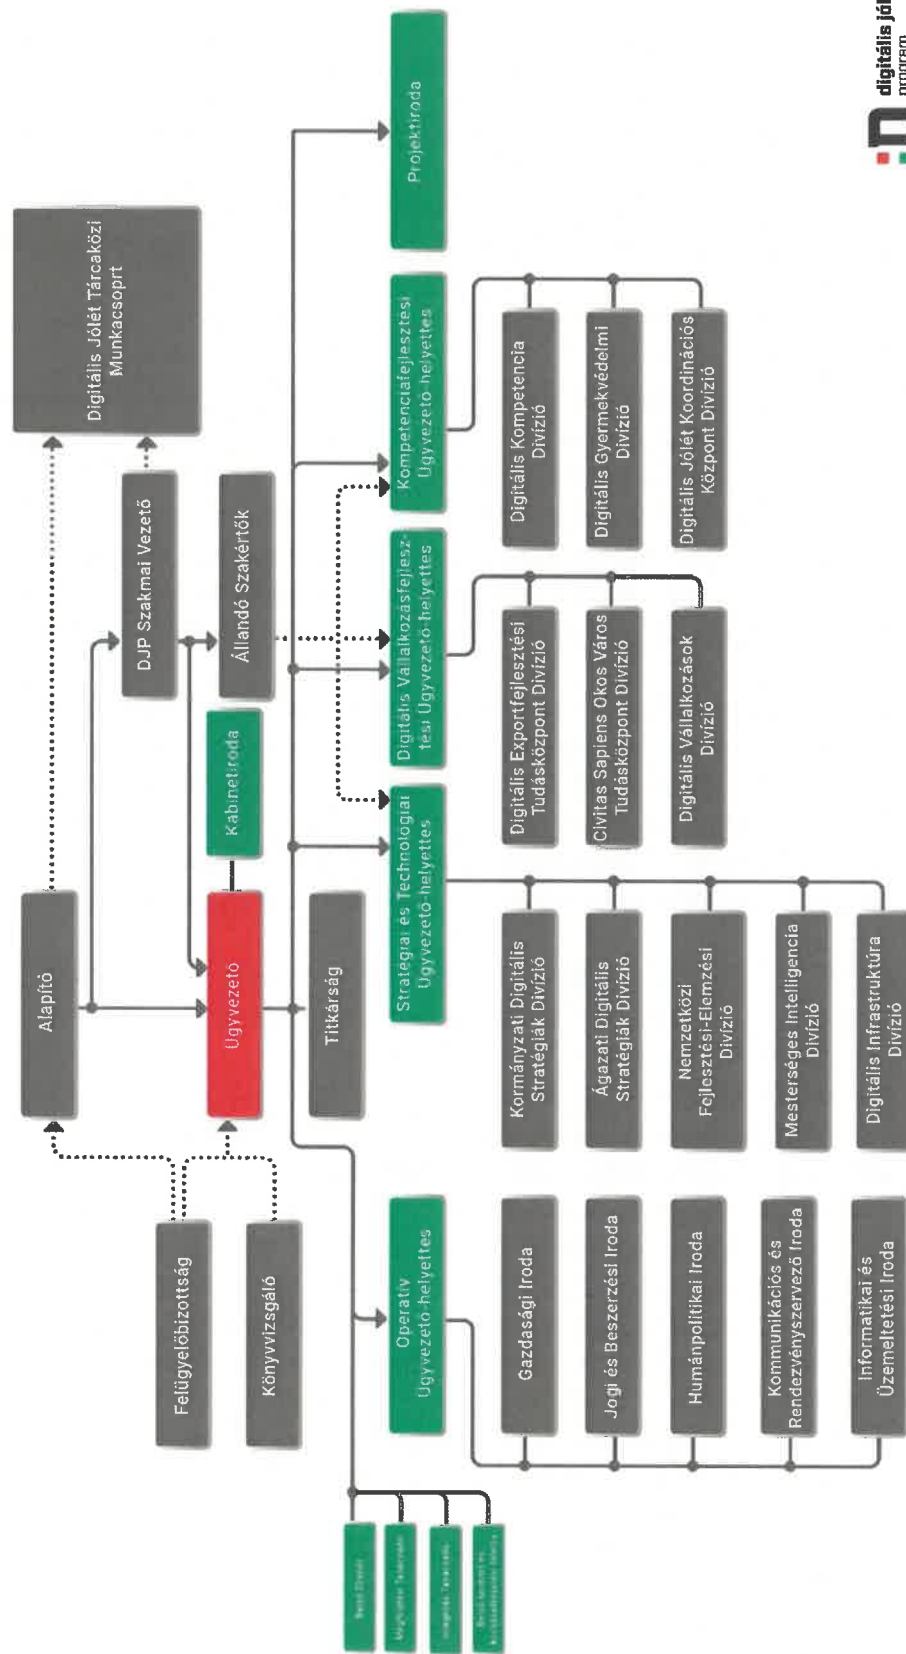 Alapító
Digitális Jólét Tárcaközi
Munkacsoprt
DJP Szakmai Vezető
Állandó Szakértők
Felügyelőbizottság
Könyvvizsgáló
Ügyvezető
Kabinetiroda
Titkárság
Operatív
Ügyvezető-helyettes
Gazdasági Iroda
Jogi és Beszerzési Iroda
Humánpolitikai Iroda
Kommunikációs és
Rendezvényszervező Iroda
Informatikai és
Üzemeltetési Iroda
Stratégiai és Technológiai
Ügyvezető-helyettes
Kormányzati Digitális
Stratégiák Divízió
Ágazati Digitális
Stratégiák Divízió
Nemzetközi
Fejlesztési-Elemzési
Divízió
Mesterséges Intelligencia
Divízió
Digitális Infrastruktúra
Divízió
Digitális Vállalkozásfejlesz-
tési Ügyvezető-helyettes
Digitális Exportfejlesztési
Tudásközpont Divízió
Civitas Sapiens Okos Város
Tudásközpont Divízió
Digitális Vállalkozások
Divízió
Kompetenciafejlesztési
Ügyvezető-helyettes
Digitális Kompetencia
Divízió
Digitális Gyermekvédelmi
Divízió
Digitális Jólét Koordinációs
Központ Divízió
Projektiroda
digitális jól
program